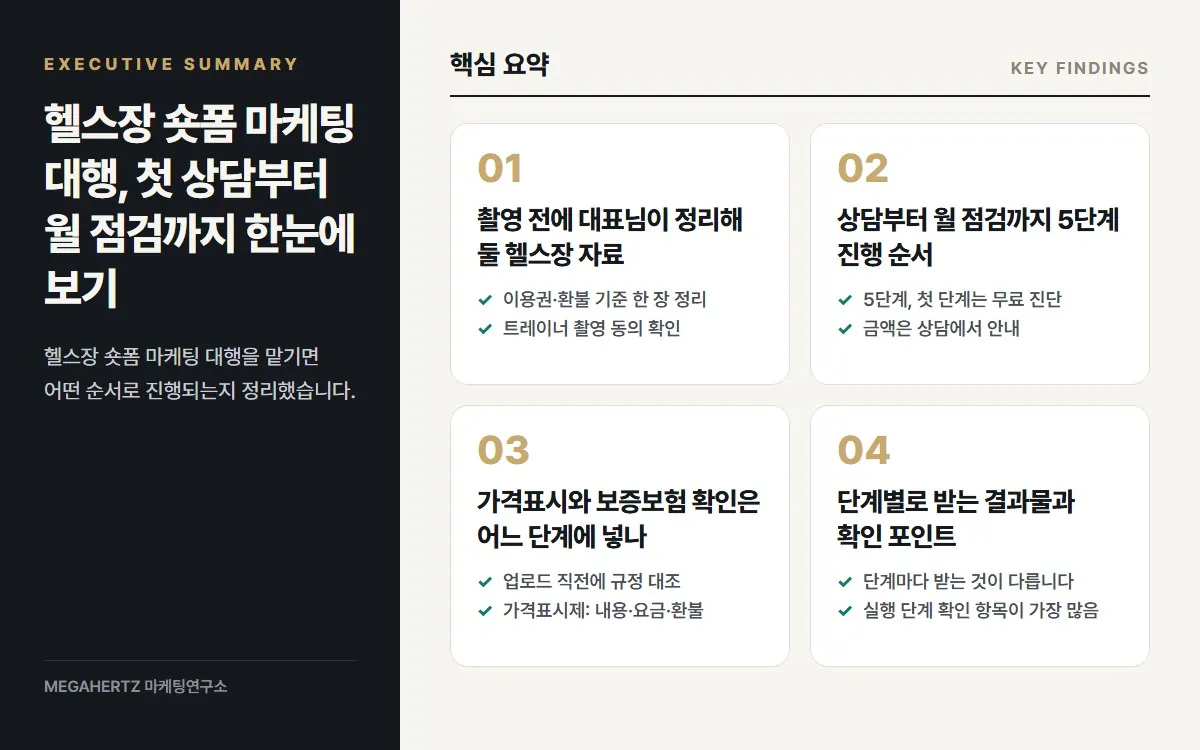 EXECUTIVE SUMMARY
헬스장 숏폼 마케팅
대행, 첫 상담부터
월 점검까지 한눈에
보기
헬스장 숏폼 마케팅 대행을 맡기면
어떤 순서로 진행되는지 정리했습니다.
MEGAHERTZ 마케팅연구소
핵심 요약
KEY FINDINGS
01
촬영 전에 대표님이 정리해
둘 헬스장 자료
이용권·환불 기준 한 장 정리
트레이너 촬영 동의 확인
02
상담부터 월 점검까지 5단계
진행 순서
5단계, 첫 단계는 무료 진단
금액은 상담에서 안내
03
가격표시와 보증보험 확인은
어느 단계에 넣나
업로드 직전에 규정 대조
가격표시제: 내용·요금·환불
04
단계별로 받는 결과물과
확인 포인트
단계마다 받는 것이 다릅니다
실행 단계 확인 항목이 가장 많음